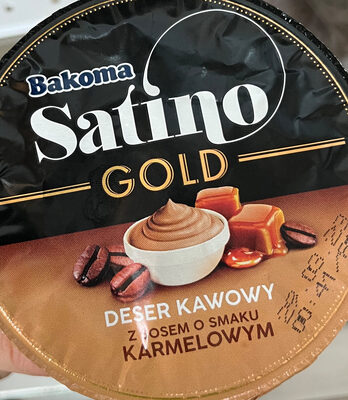 Bakoma
Satino
GOLD
DESER KAWOWY
Z SOSEM O SMAKU
KARMELOWYM